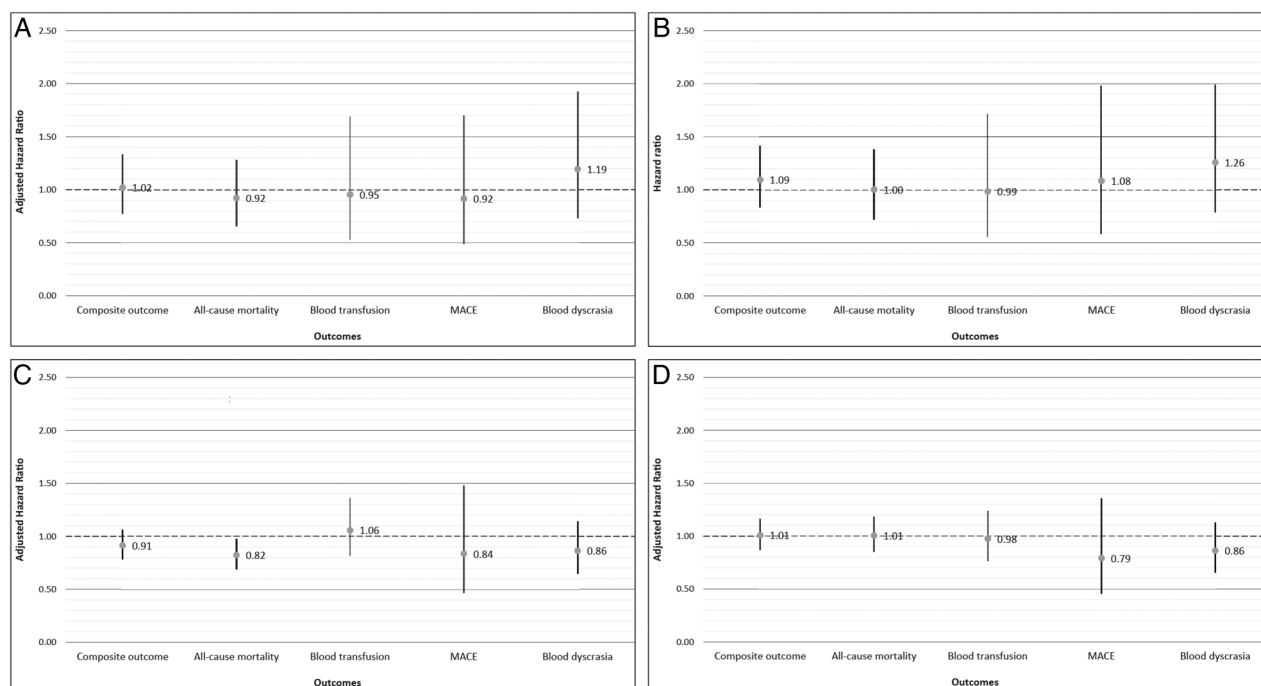 A
2.50
2.00
1.50
1.00
0.50
0.00
Adjusted Hazard Ratio
1.02
0.92
0.95
0.92
1.19
Composite outcome All-cause mortality Blood transfusion MACE Blood dyscrasia
Outcomes
B
2.50
2.00
1.50
1.00
0.50
0.00
Hazard ratio
1.09
1.00
0.99
1.08
1.26
Composite outcome All-cause motality Blood transfusion MACE Blood dyscrasia
Outcomes
C
2.50
2.00
1.50
1.00
0.50
0.00
Adjusted Hazard Ratio
0.91
0.82
1.06
0.84
0.86
Composite outcome All-cause mortality Blood transfusion MACE Blood dyscrasia
Outcomes
D
2.50
2.00
1.50
1.00
0.50
0.00
Adjusted Hazard Ratio
1.01
1.01
0.98
0.79
0.86
Composite outcome All-cause mortality Blood transfusion MACE Blood dyscrasia
Outcomes